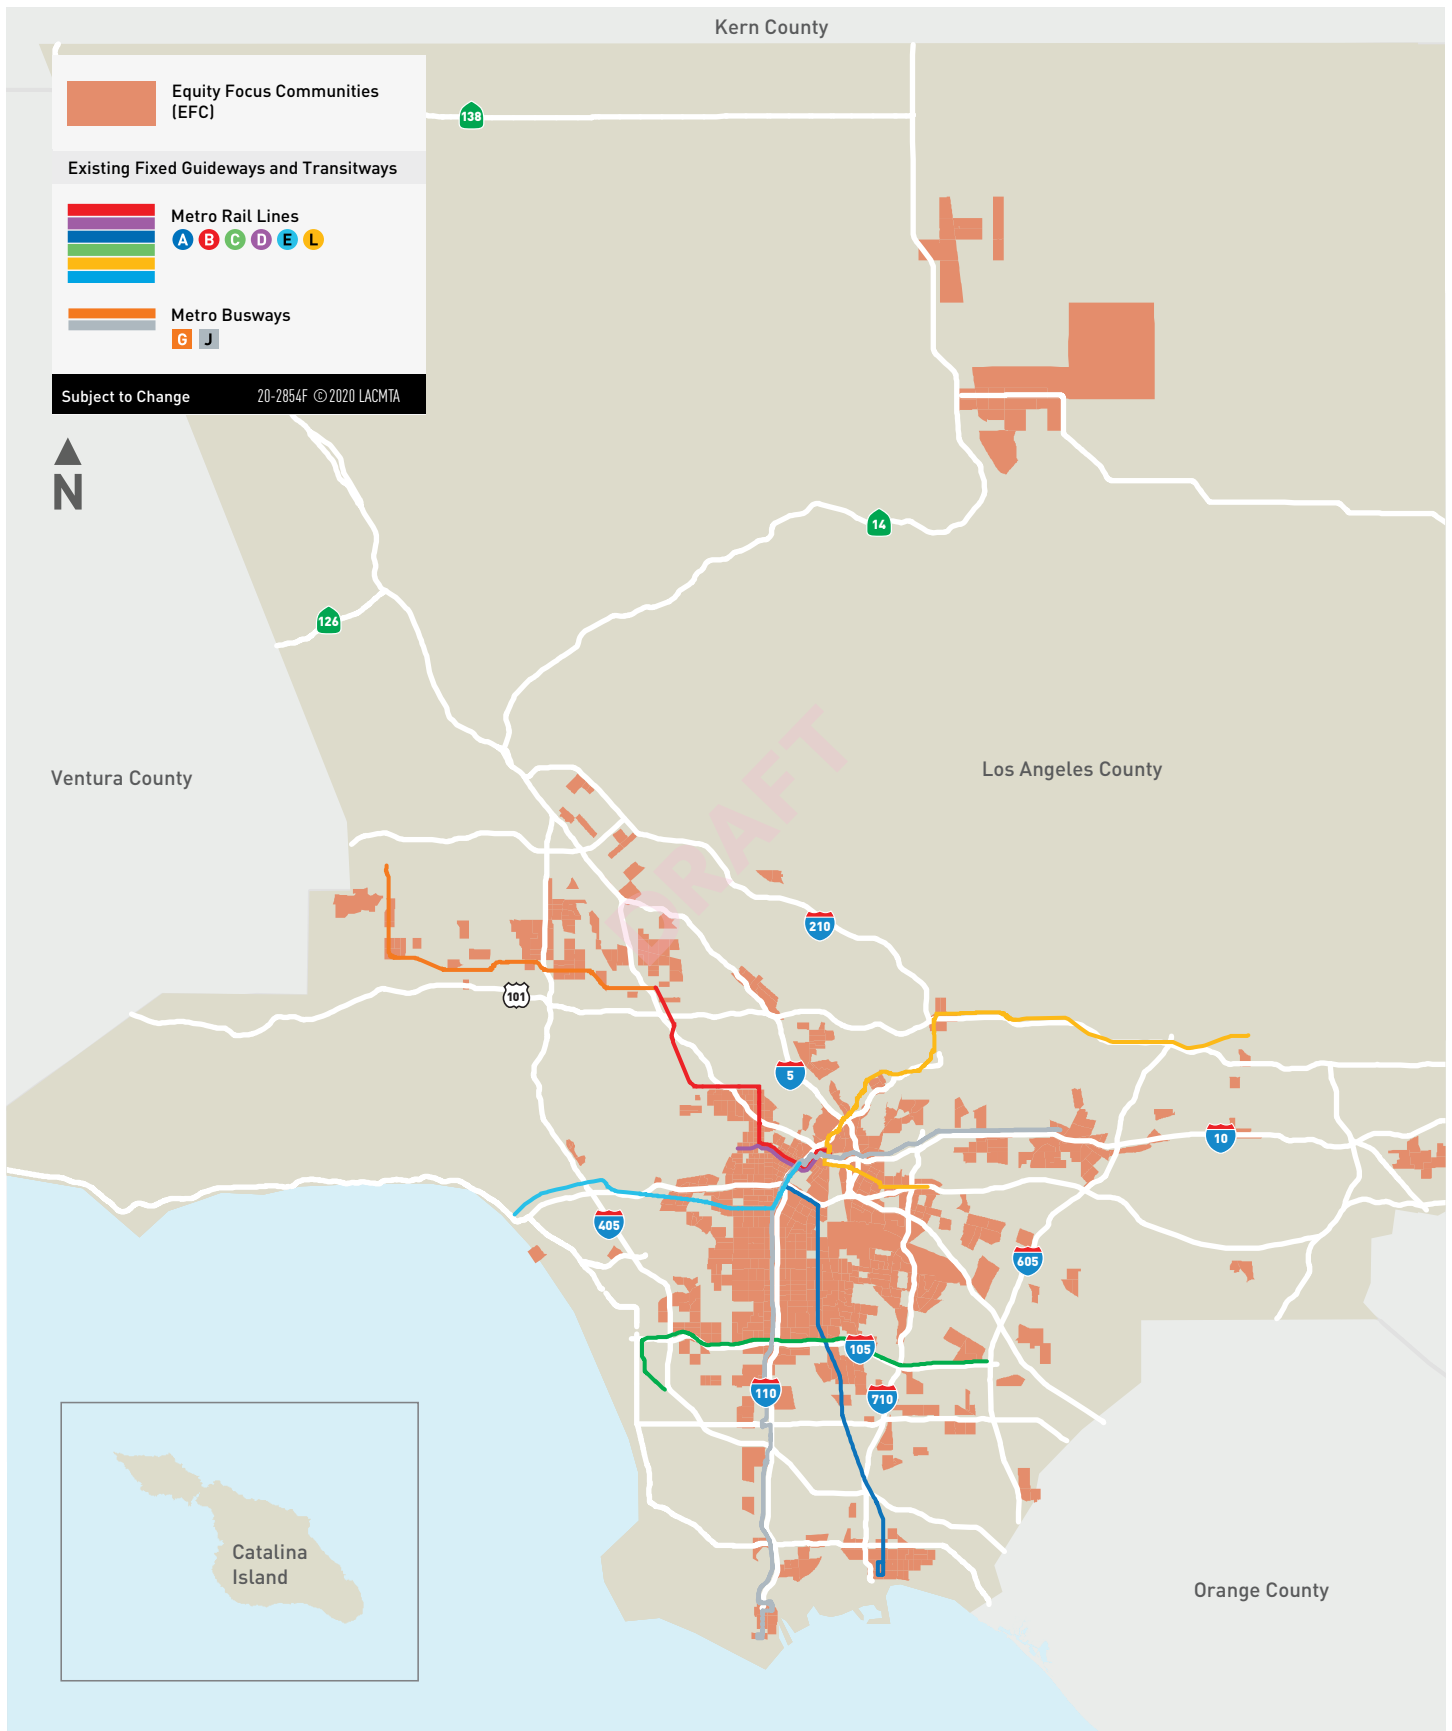 Kern County
Equity Focus Communities
(EFC)
138
Existing Fixed Guideways and Transitways
Metro Rail Lines
A B C D E L
Metro Busways
G J
Subject to Change 20-2854F ©2020 LACMTA
N
14
126
DRAFT
Ventura County
Los Angeles County
210
101
5
10
405
605
105
110
710
Catalina
Island
Orange County